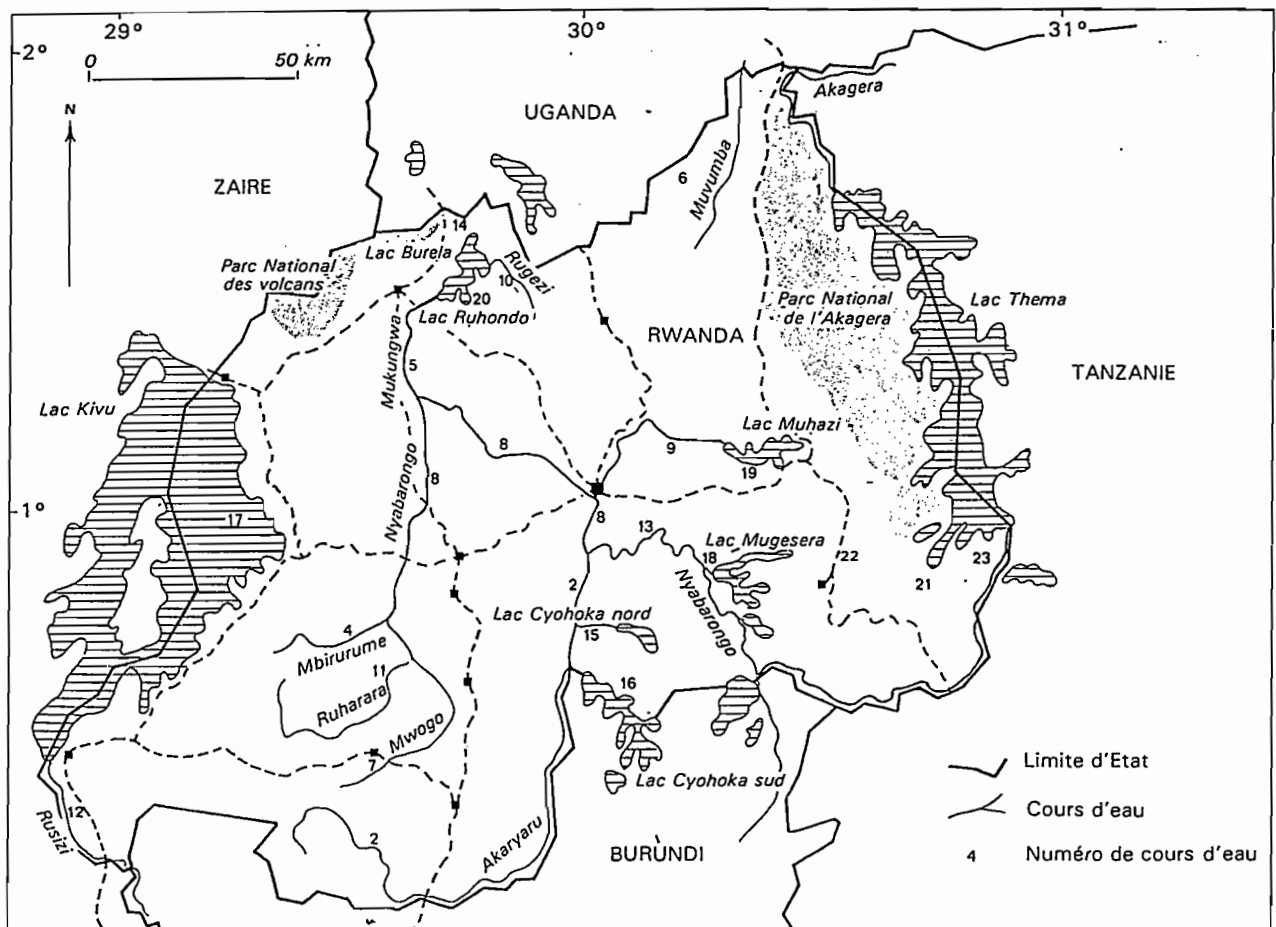 29°
30°
31°
2°
0 50 km
N
Akagera
UGANDA
ZAIRE
6
Muvumba
14
Lac Burela
Rugezi
Parc National
des volcans
10
20
Lac Ruhondo
Parc National
de l'Akagera
Lac Thema
RWANDA
Mukungwa
5
TANZANIE
Lac Kivu
Lac Muhazi
8
9
19
Nyabarongo
8
1°
17
8
13
Lac Mugesera
18
22
23
21
2
Nyabarongo
Lac Cyohoka nord
15
4
Mbirurume
11
Ruharara
16
Mwogo
7
Lac Cyohoka sud
Limite d'Etat
12
Rusizi
Cours d'eau
2
Akaryaru
BURUNDI
4 Numéro de cours d'eau